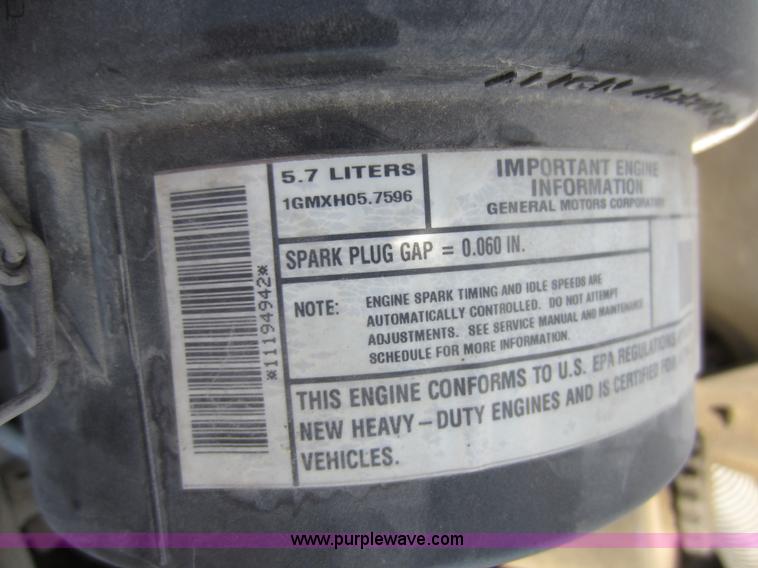 5.7 LITERS
1GMXH05.7596
IMPORTANT ENGINE
INFORMATION
GENERAL MOTORS CORPORATION
SPARK PLUG GAP = 0.060 IN.
NOTE: ENGINE SPARK TIMING AND IDLE SPEEDS ARE
AUTOMATICALLY CONTROLLED. DO NOT ATTEMPT
ADJUSTMENTS. SEE SERVICE MANUAL AND MAINTENANCE
SCHEDULE FOR MORE INFORMATION.
THIS ENGINE CONFORMS TO U.S. EPA REGULATIONS
NEW HEAVY-DUTY ENGINES AND IS CERTIFIED
VEHICLES.
*11194942*
ALIGN
www.purplewave.com